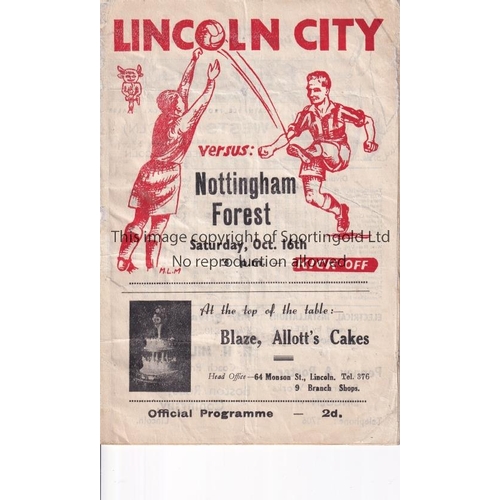 LINCOLN CITY
versus:
Nottingham
Forest
This image copyright of Sportingold Ltd
Saturday, Oct. 16th
No reproduction allowed.
3 p.m. — KICK-OFF
M.L.M
At the top of the table:—
Blaze, Allott's Cakes
Head Office— 64 Monson St., Lincoln. Tel. 376
9 Branch Shops.
Official Programme — 2d.